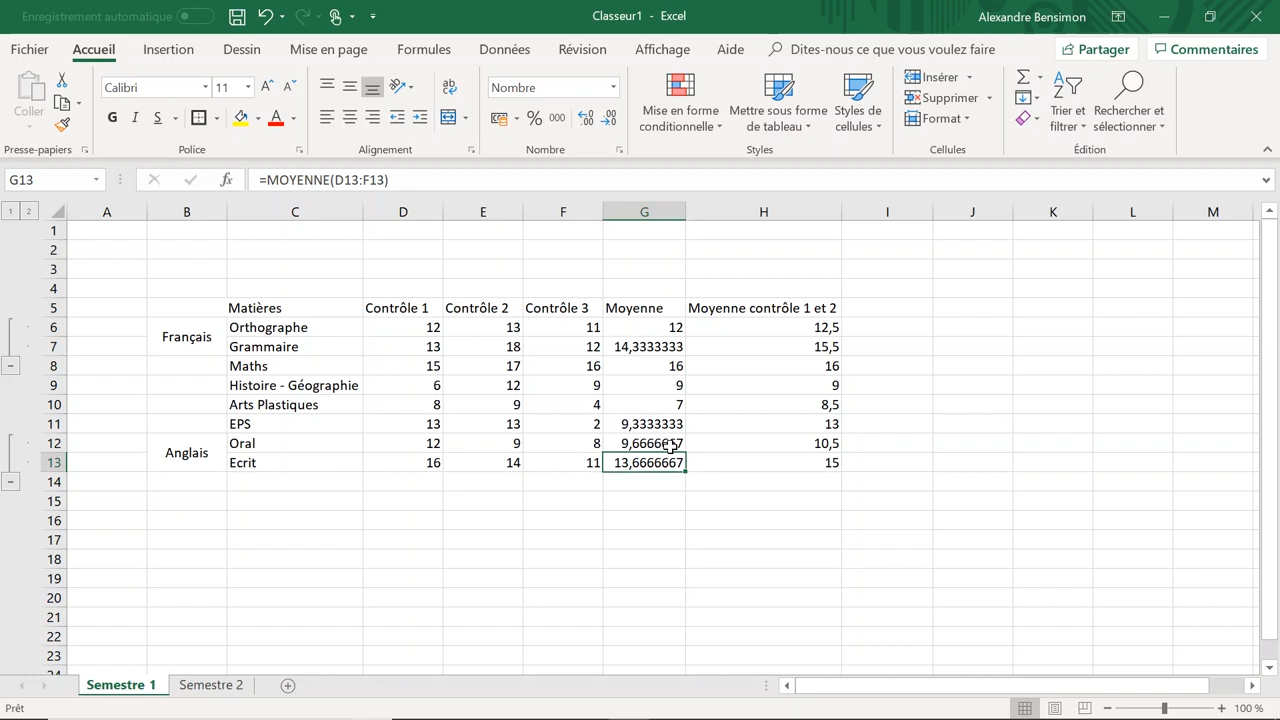 Enregistrement automatique
Classeur1 - Excel
Alexandre Bensimon
Fichier Accueil Insertion Dessin Mise en page Formules Données Révision Affichage Aide Dites-nous ce que vous voulez faire Partager Commentaires
Coller
Calibri 11
G I S
Nombre
% 000
Mise en forme conditionnelle
Mettre sous forme de tableau
Styles de cellules
Insérer
Supprimer
Format
Trier et filtrer
Rechercher et sélectionner
Presse-papiers Police Alignement Nombre Styles Cellules Édition
G13 fx =MOYENNE(D13:F13)
1 2 A B C D E F G H I J K L M
1
2
3
4
5 Matières Contrôle 1 Contrôle 2 Contrôle 3 Moyenne Moyenne contrôle 1 et 2
6 Orthographe 12 13 11 12 12,5
Français
7 Grammaire 13 18 12 14,3333333 15,5
8 Maths 15 17 16 16 16
9 Histoire - Géographie 6 12 9 9 9
10 Arts Plastiques 8 9 4 7 8,5
11 EPS 13 13 2 9,3333333 13
12 Oral 12 9 8 9,6666667 10,5
Anglais
13 Ecrit 16 14 11 13,6666667 15
14
15
16
17
18
19
20
21
22
23
Semestre 1 Semestre 2
Prêt
100 %